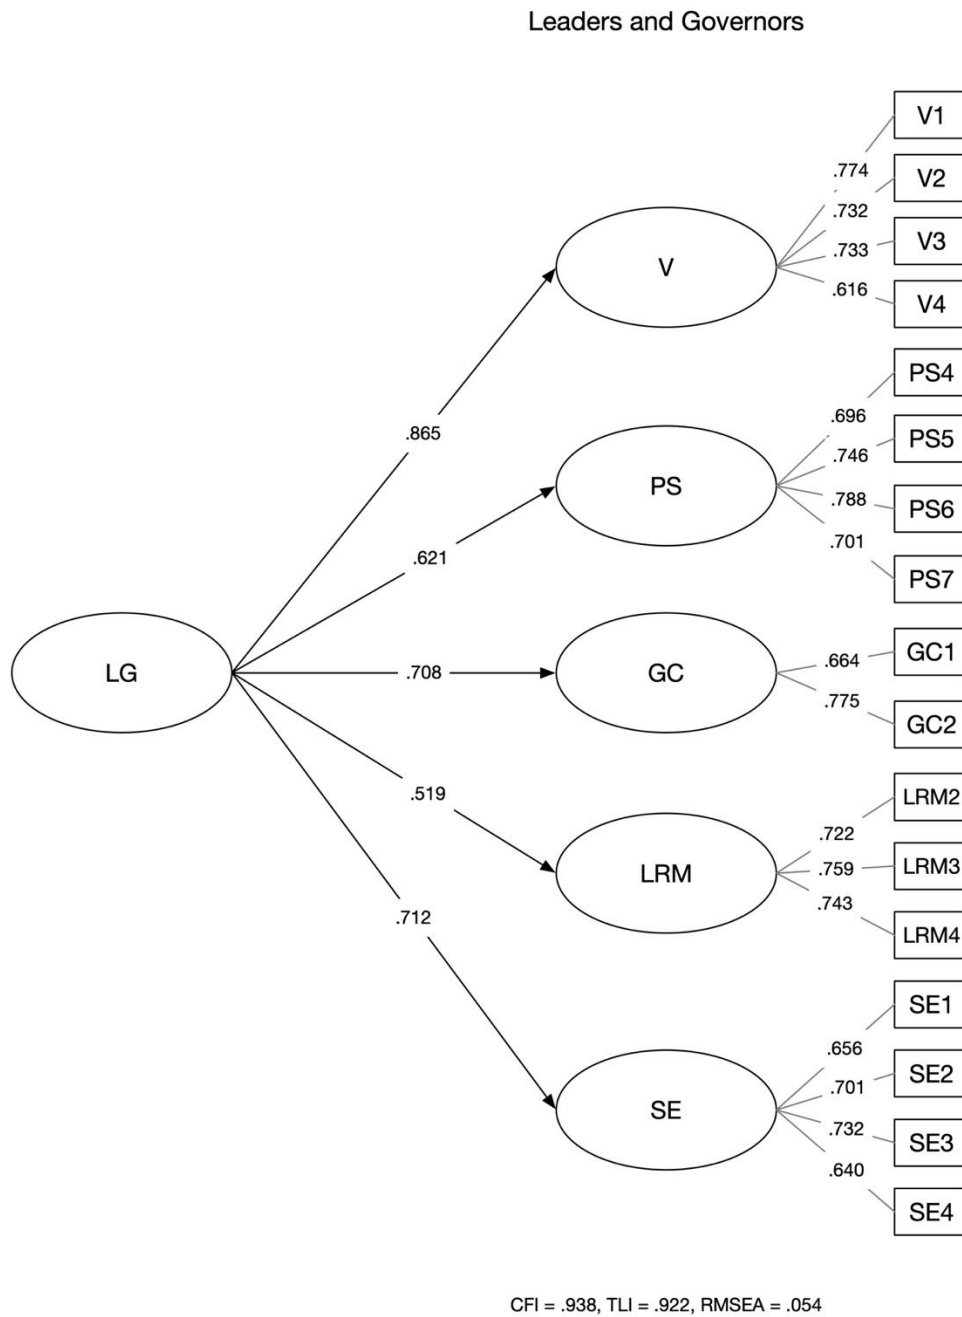 Leaders and Governors
V1
.774
V2
.732
V3
.733
V
.616
V4
PS4
.696
.865
PS5
.746
PS
.788
PS6
.701
.621
PS7
GC1
.664
LG
.708
GC
.775
GC2
.519
LRM2
.722
LRM3
.759
LRM
.743
.712
LRM4
SE1
.656
SE2
.701
SE
.732
SE3
.640
SE4
CFI = .938, TLI = .922, RMSEA = .054